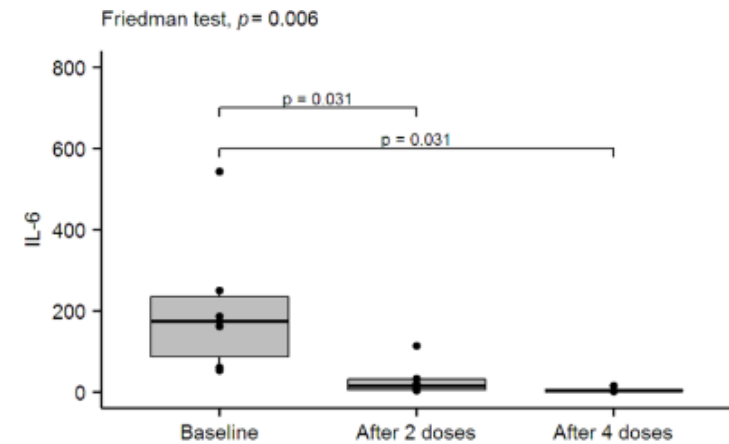 Friedman test, p = 0.006
800
p = 0.031
600
p = 0.031
IL-6
400
200
0
Baseline
After 2 doses
After 4 doses